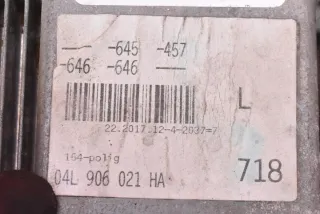 — -645 -457
-646 -646 —
L
22.2017.12-4-2037=7
164-polig
04L 906 021 HA
718